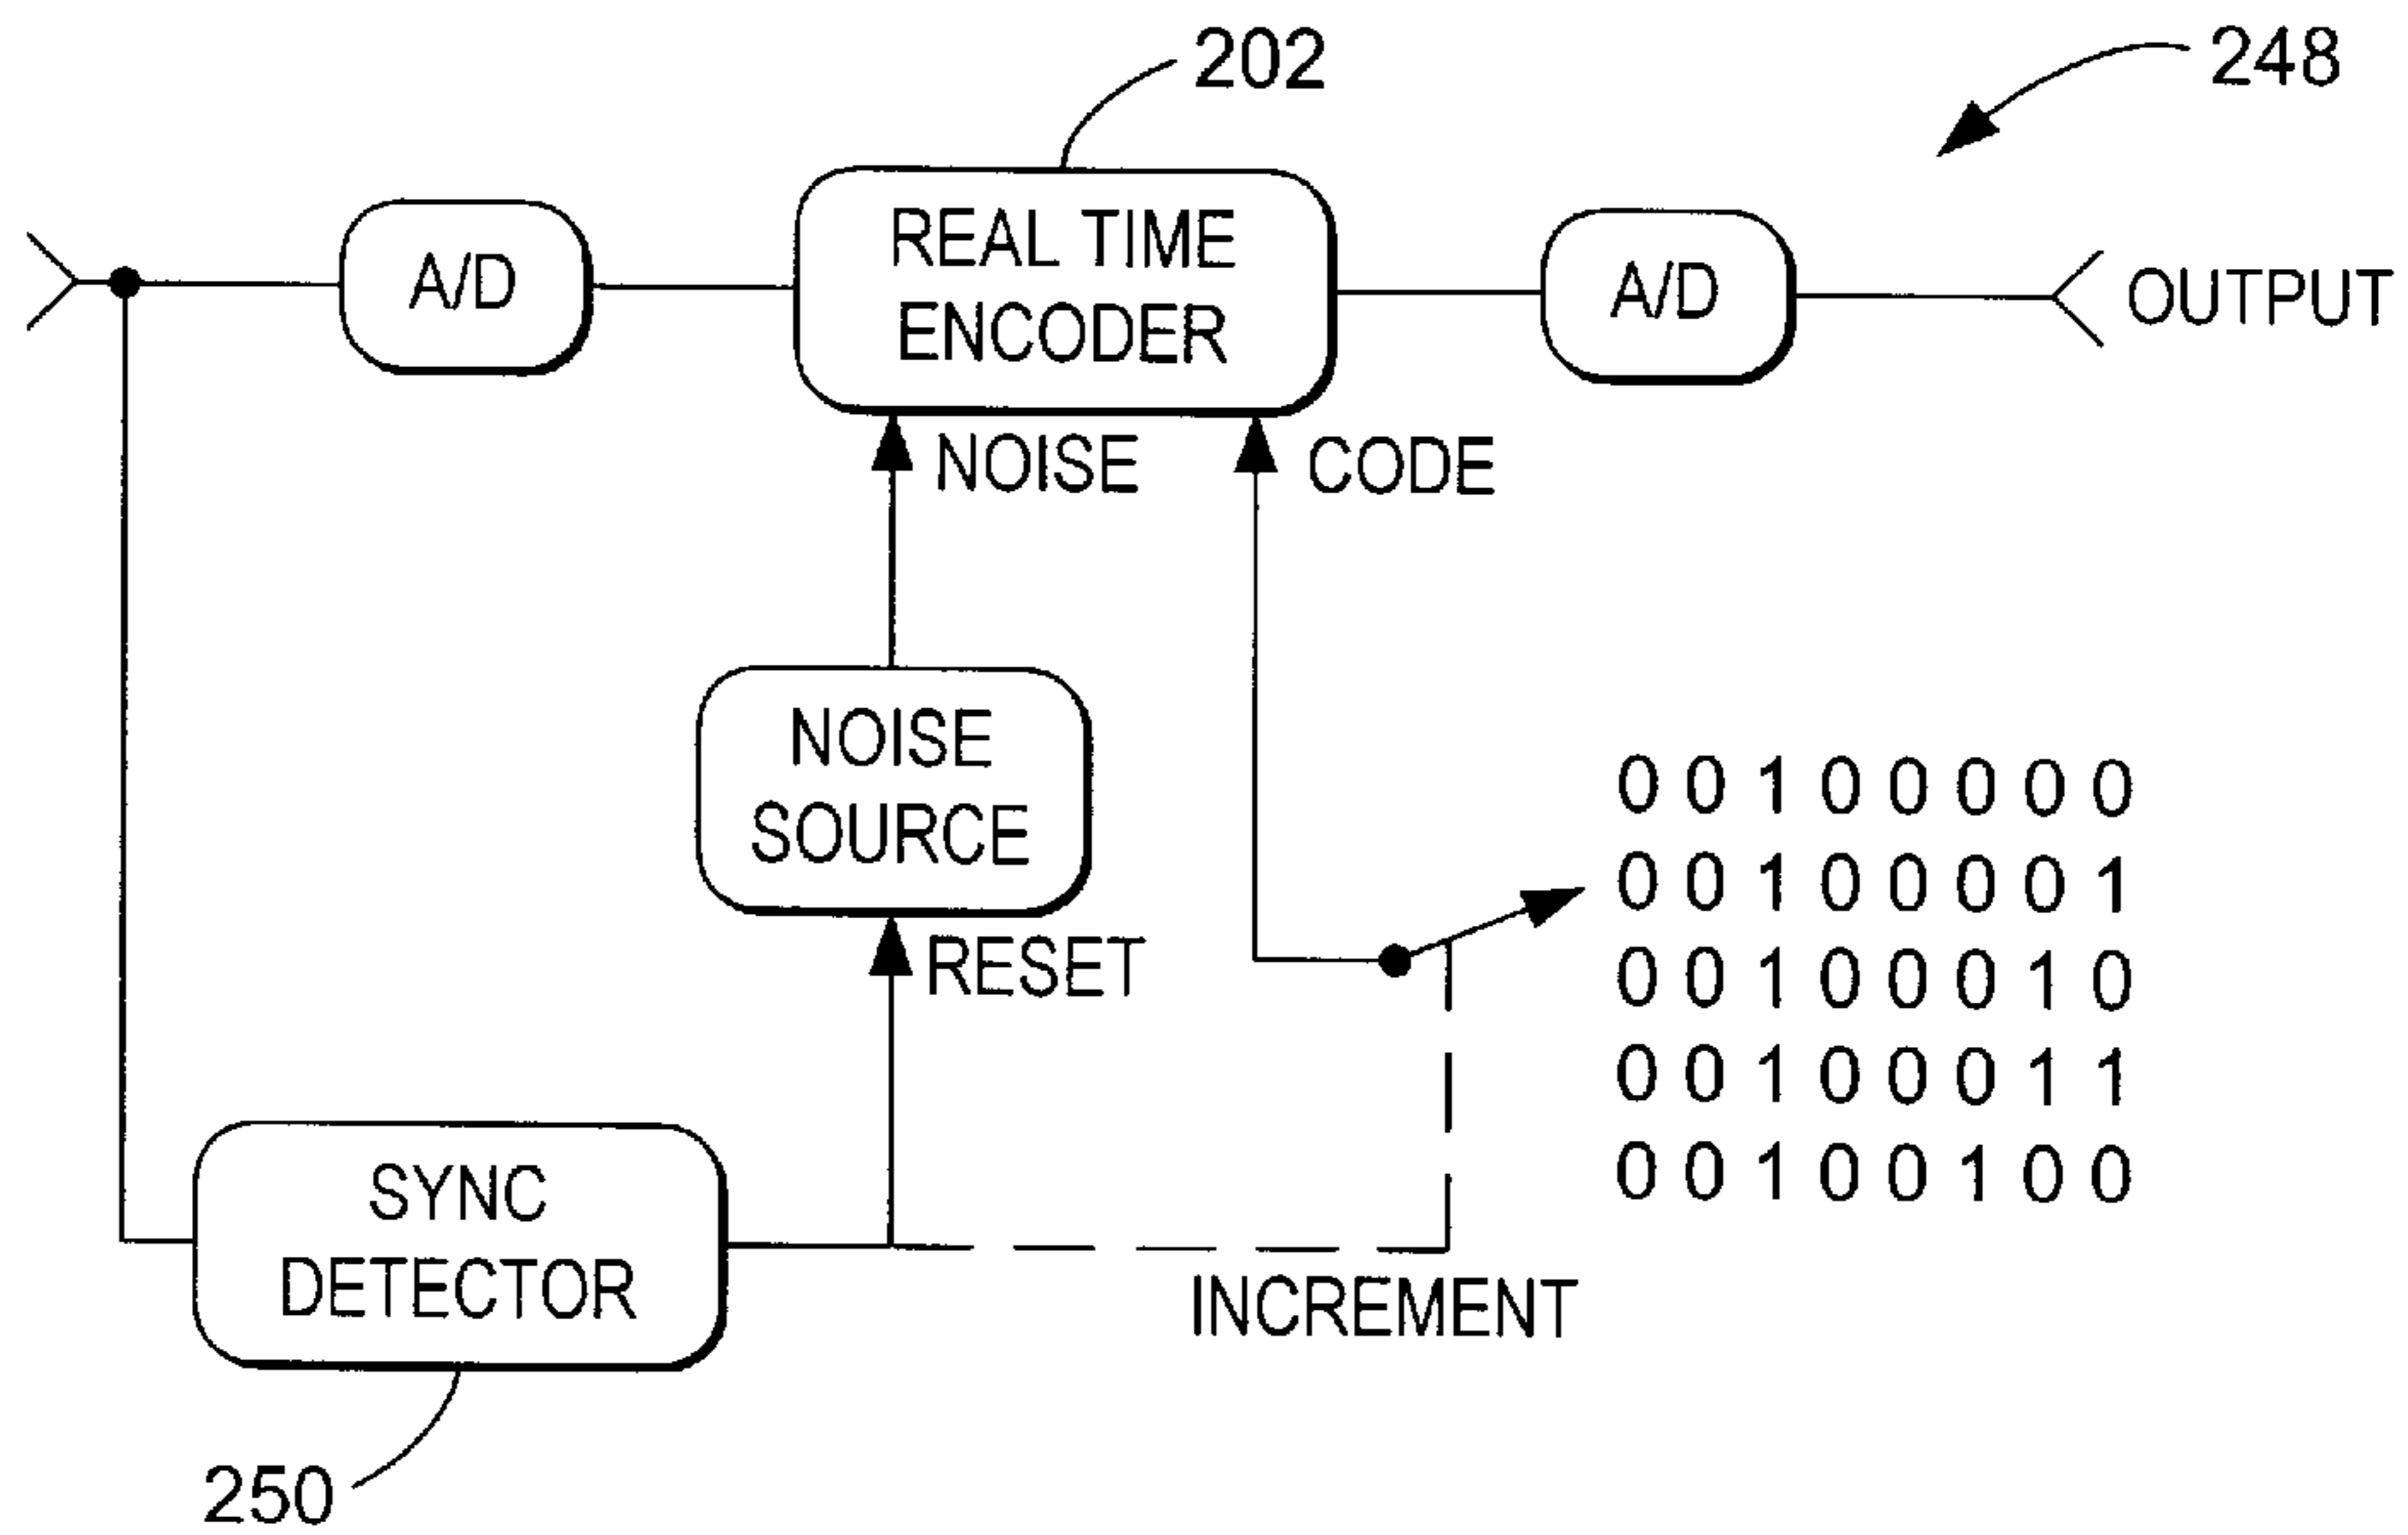 202
248
A/D
REAL TIME
ENCODER
A/D
OUTPUT
NOISE
CODE
NOISE
SOURCE
RESET
0 0 1 0 0 0 0 0
0 0 1 0 0 0 0 1
0 0 1 0 0 0 1 0
0 0 1 0 0 0 1 1
0 0 1 0 0 1 0 0
SYNC
DETECTOR
INCREMENT
250